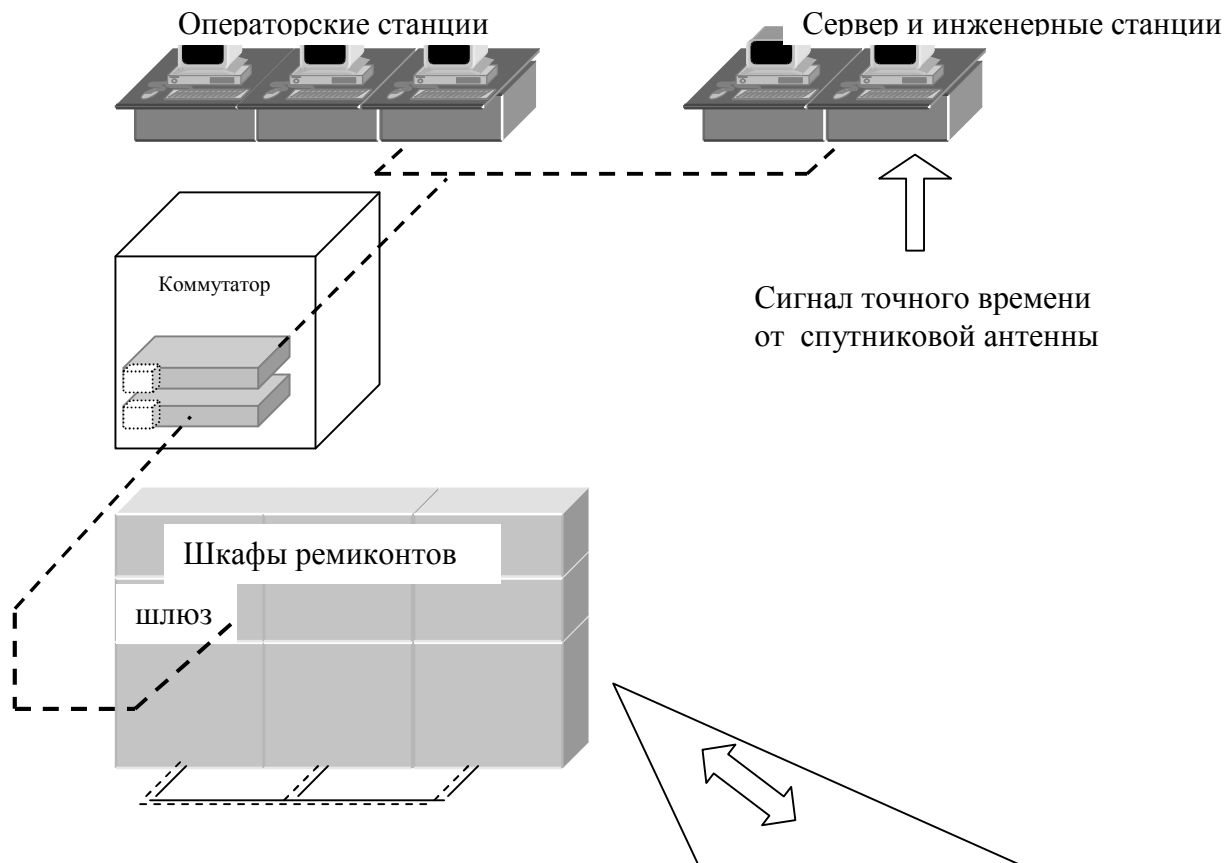 Операторские станции
Сервер и инженерные станции
Коммутатор
Сигнал точного времени
от спутниковой антенны
Шкафы ремиконтов
шлюз